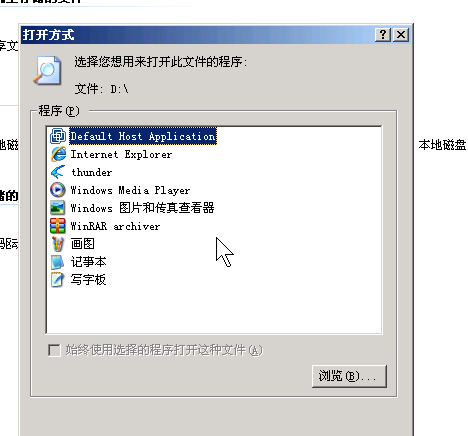 打开方式
选择您想用来打开此文件的程序:
文件: D:\
程序(P)
Default Host Application
Internet Explorer
thunder
Windows Media Player
Windows 图片和传真查看器
WinRAR archiver
画图
记事本
写字板
始终使用选择的程序打开这种文件(A)
浏览(B)...
享文
地磁
本地磁盘
储的
驱动